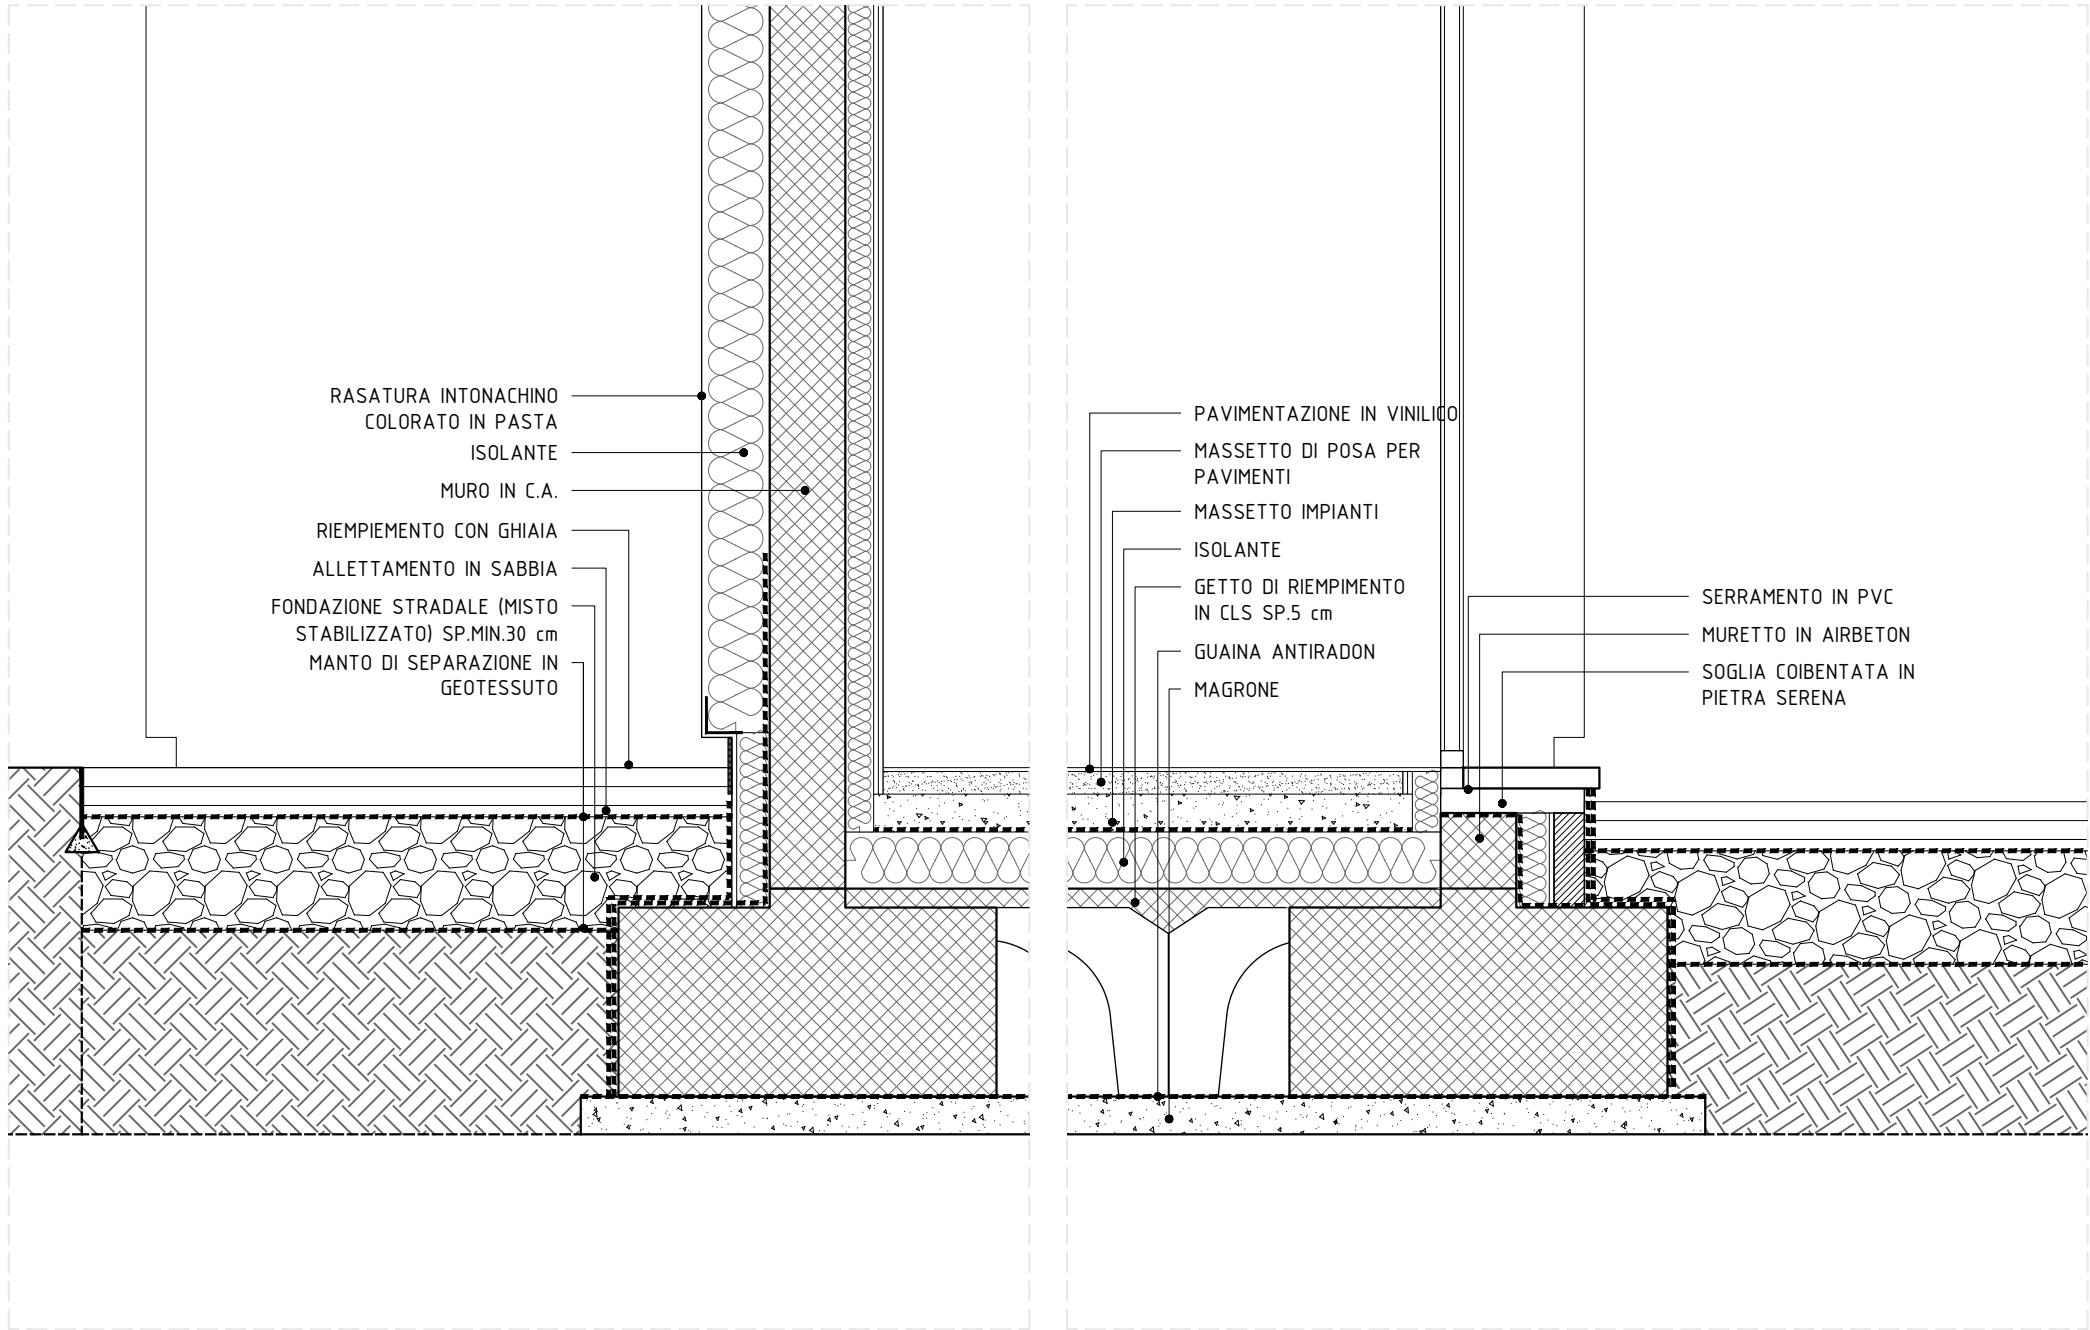 RASATURA INTONACHINO
COLORATO IN PASTA
ISOLANTE
MURO IN C.A.
RIEMPIEMENTO CON GHIAIA
ALLETTAMENTO IN SABBIA
FONDAZIONE STRADALE (MISTO
STABILIZZATO) SP.MIN.30 cm
MANTO DI SEPARAZIONE IN
GEOTESSUTO
PAVIMENTAZIONE IN VINILICO
MASSETTO DI POSA PER
PAVIMENTI
MASSETTO IMPIANTI
ISOLANTE
GETTO DI RIEMPIMENTO
IN CLS SP.5 cm
GUAINA ANTIRADON
MAGRONE
SERRAMENTO IN PVC
MURETTO IN AIRBETON
SOGLIA COIBENTATA IN
PIETRA SERENA